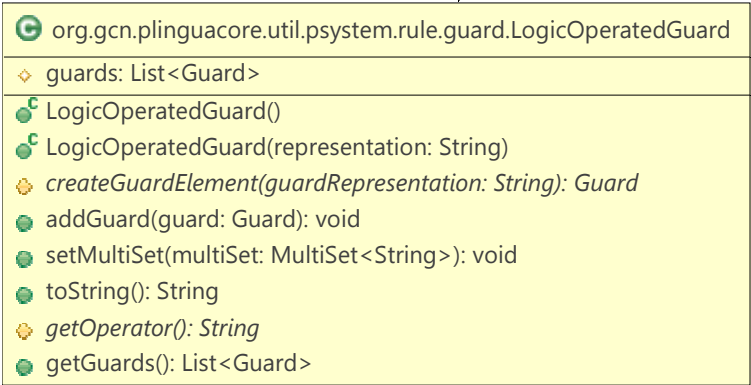 C org.gcn.plinguacore.util.psystem.rule.guard.LogicOperatedGuard
guards: List<Guard>
C LogicOperatedGuard()
C LogicOperatedGuard(representation: String)
createGuardElement(guardRepresentation: String): Guard
addGuard(guard: Guard): void
setMultiSet(multiSet: MultiSet<String>): void
toString(): String
getOperator(): String
getGuards(): List<Guard>